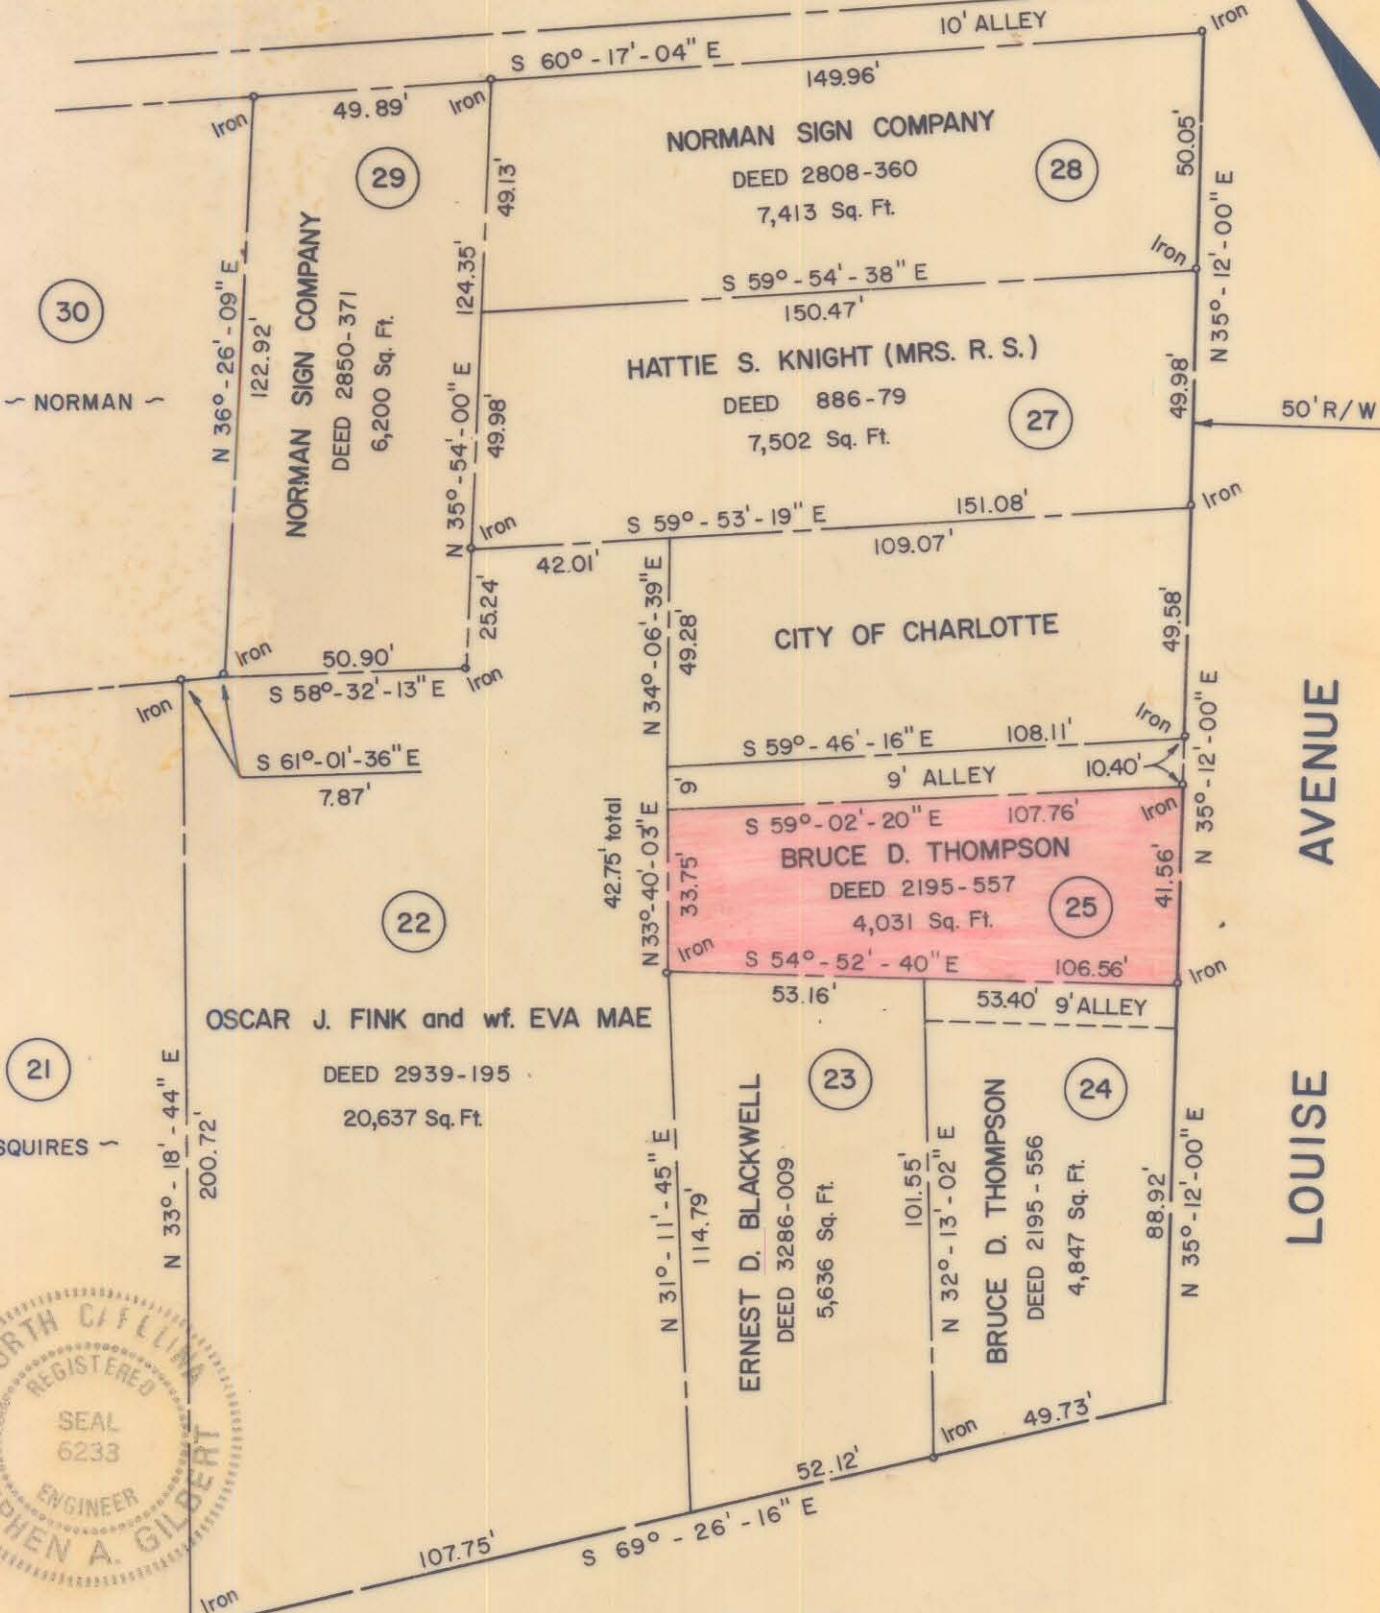 10' ALLEY
Iron
S 60°-17'-04" E
149.96'
49.89'
Iron
Iron
NORMAN SIGN COMPANY
DEED 2808-360
7,413 Sq. Ft.
28
50.05'
29
49.13'
NORMAN SIGN COMPANY
DEED 2850-371
6,200 Sq. Ft.
N 36°-26'-09" E
122.92'
124.35'
N 35°-54'-00" E
49.98'
30
~ NORMAN ~
Iron
N 35°-12'-00" E
S 59°-54'-38" E
150.47'
HATTIE S. KNIGHT (MRS. R. S.)
DEED 886-79
7,502 Sq. Ft.
27
49.98'
50' R/W
Iron
S 59°-53'-19" E
151.08'
Iron
42.01'
109.07'
25.24'
N 34°-06'-39" E
49.28'
CITY OF CHARLOTTE
49.58'
Iron
50.90'
S 58°-32'-13" E
Iron
Iron
S 61°-01'-36" E
7.87'
S 59°-46'-16" E
108.11'
Iron
9'
9' ALLEY
10.40'
N 35°-12'-00" E
AVENUE
42.75' total
N 33°-40'-03" E
33.75'
S 59°-02'-20" E
107.76'
Iron
BRUCE D. THOMPSON
DEED 2195-557
4,031 Sq. Ft.
25
41.56'
Iron
S 54°-52'-40" E
106.56'
Iron
53.16'
53.40'
9' ALLEY
22
OSCAR J. FINK and wf. EVA MAE
DEED 2939-195
20,637 Sq. Ft.
21
SQUIRES ~
N 33°-18'-44" E
200.72'
N 31°-11'-45" E
114.79'
23
ERNEST D. BLACKWELL
DEED 3286-009
5,636 Sq. Ft.
101.55'
N 32°-13'-02" E
24
BRUCE D. THOMPSON
DEED 2195-556
4,847 Sq. Ft.
88.92'
N 35°-12'-00" E
LOUISE
Iron
49.73'
52.12'
S 69°-26'-16" E
107.75'
Iron
REGISTERED
SEAL
6233
ENGINEER
PHEN A. GILBERT